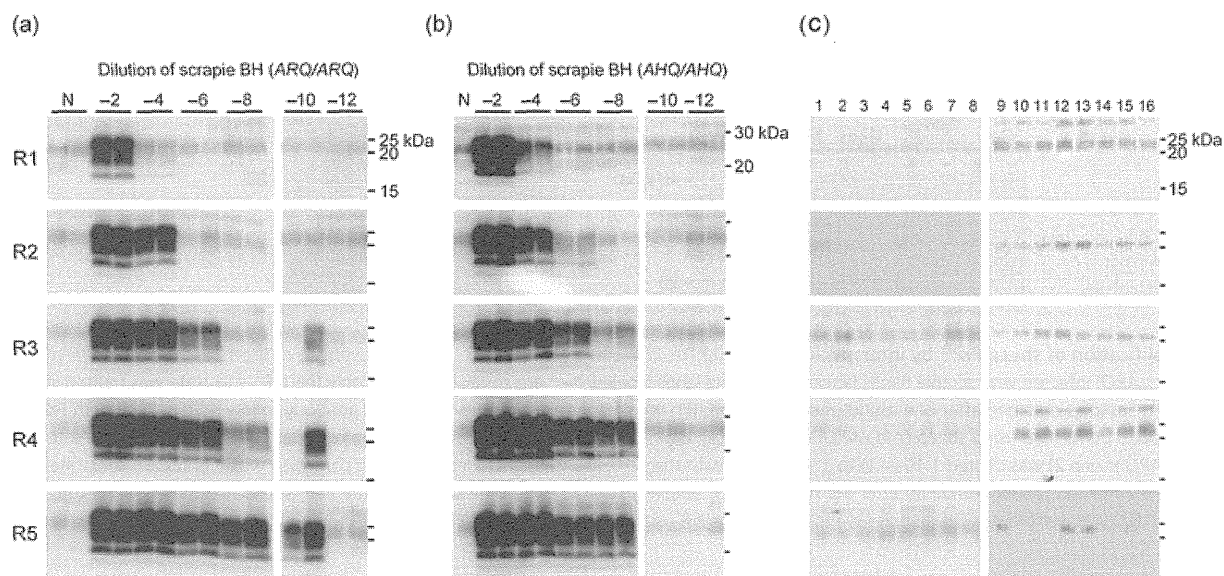 (a) (b) (c)
Dilution of scrapie BH (ARQ/ARQ) Dilution of scrapie BH (AHQ/AHQ)
N –2 –4 –6 –8 –10 –12 N –2 –4 –6 –8 –10 –12 1 2 3 4 5 6 7 8 9 10 11 12 13 14 15 16
R1 25 kDa 20 15 30 kDa 20 25 kDa 20 15
R2
R3
R4
R5